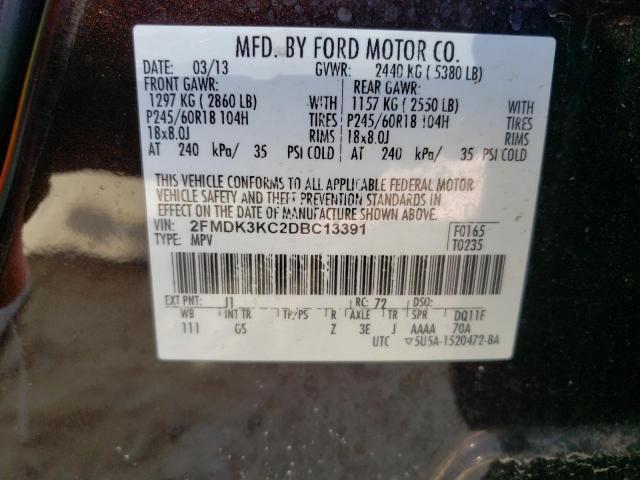 MFD. BY FORD MOTOR CO.
DATE: 03/13 GVWR: 2440 KG ( 5380 LB)
FRONT GAWR: REAR GAWR:
1297 KG ( 2860 LB) WITH 1157 KG ( 2550 LB) WITH
P245/60R18 104H TIRES P245/60R18 104H TIRES
18x8.0J RIMS 18x8.0J RIMS
AT 240 kPa/ 35 PSI COLD AT 240 kPa/ 35 PSI COLD
THIS VEHICLE CONFORMS TO ALL APPLICABLE FEDERAL MOTOR
VEHICLE SAFETY AND THEFT PREVENTION STANDARDS IN
EFFECT ON THE DATE OF MANUFACTURE SHOWN ABOVE.
VIN: 2FMDK3KC2DBC13391 F0165
TYPE: MPV T0235
EXT PNT: J1 RC: 72 DSO:
WB INT TR TP/PS R AXLE TR SPR DQ11F
111 GS Z 3E J AAAA 70A
UTC ▽5U5A-1520472-BA